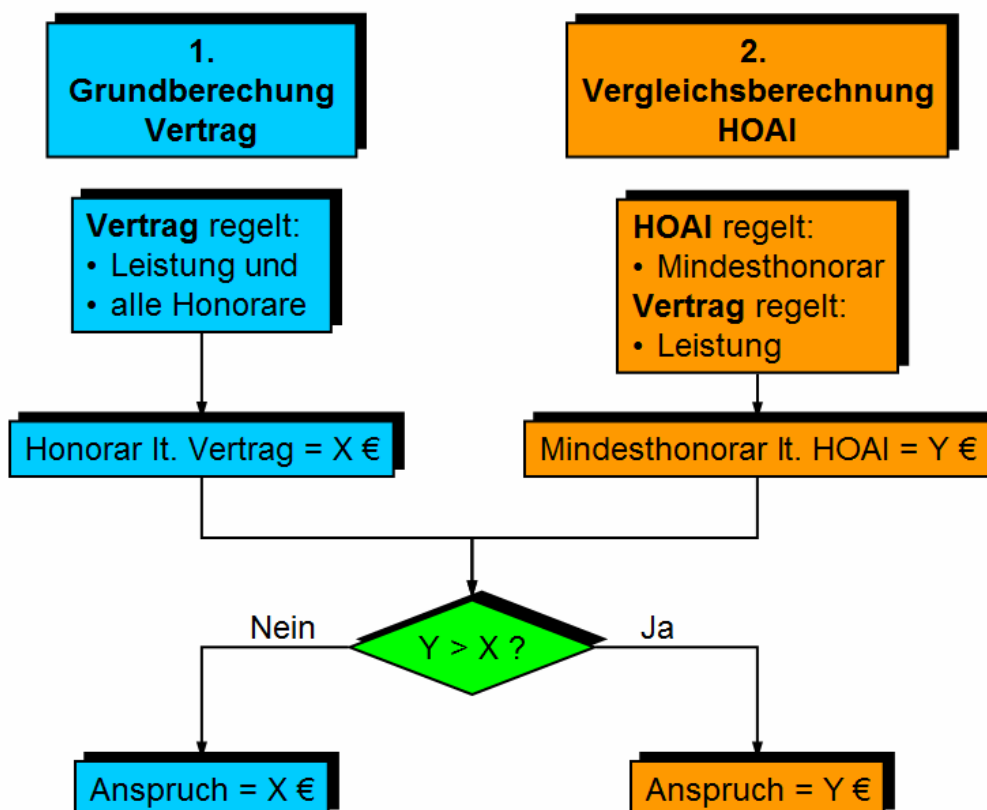 1.
Grundberechung
Vertrag
2.
Vergleichsberechnung
HOAI
Vertrag regelt:
• Leistung und
• alle Honorare
HOAI regelt:
• Mindesthonorar
Vertrag regelt:
• Leistung
Honorar lt. Vertrag = X €
Mindesthonorar lt. HOAI = Y €
Nein
Y > X ?
Ja
Anspruch = X €
Anspruch = Y €